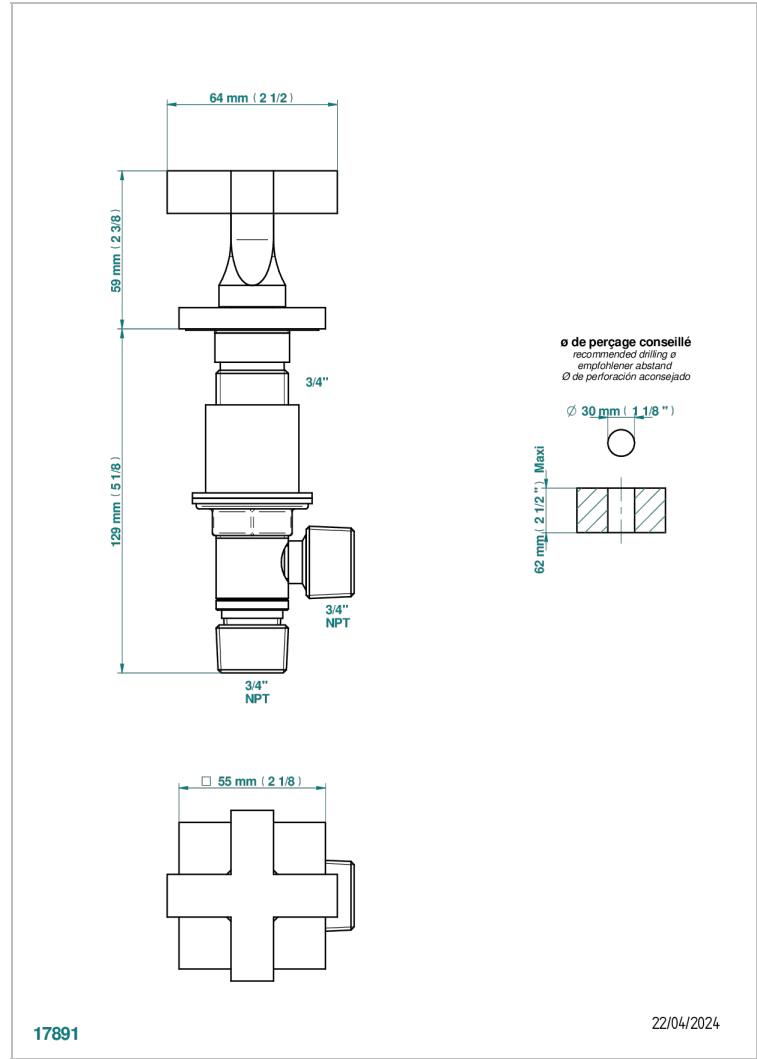 64 mm ( 2 1/2 )
59 mm ( 2 3/8 )
3/4"
129 mm ( 5 1/8 )
3/4"
NPT
3/4"
NPT
ø de perçage conseillé
recommended drilling ø
empfohlener abstand
Ø de perforación aconsejado
∅ 30 mm ( 1 1/8 " )
62 mm ( 2 1/2 " ) Maxi
□ 55 mm ( 2 1/8 )
17891
22/04/2024